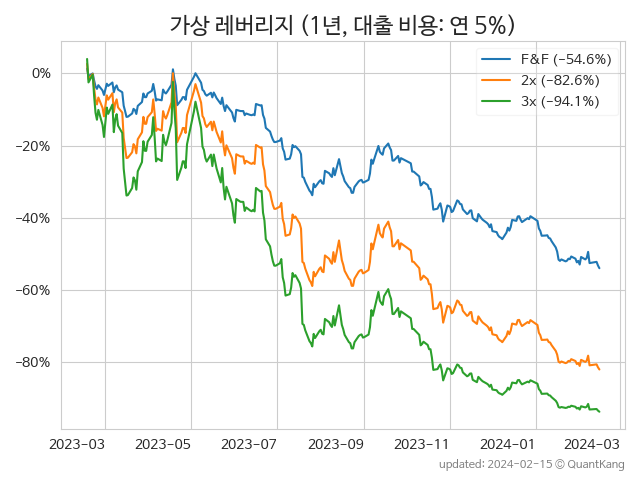 가상 레버리지 (1년, 대출 비용: 연 5%)
F&F (−54.6%)
2x (−82.6%)
3x (−94.1%)
0%
−20%
−40%
−60%
−80%
2023−03 2023−05 2023−07 2023−09 2023−11 2024−01 2024−03
updated: 2024-02-15 ⓒ QuantKang